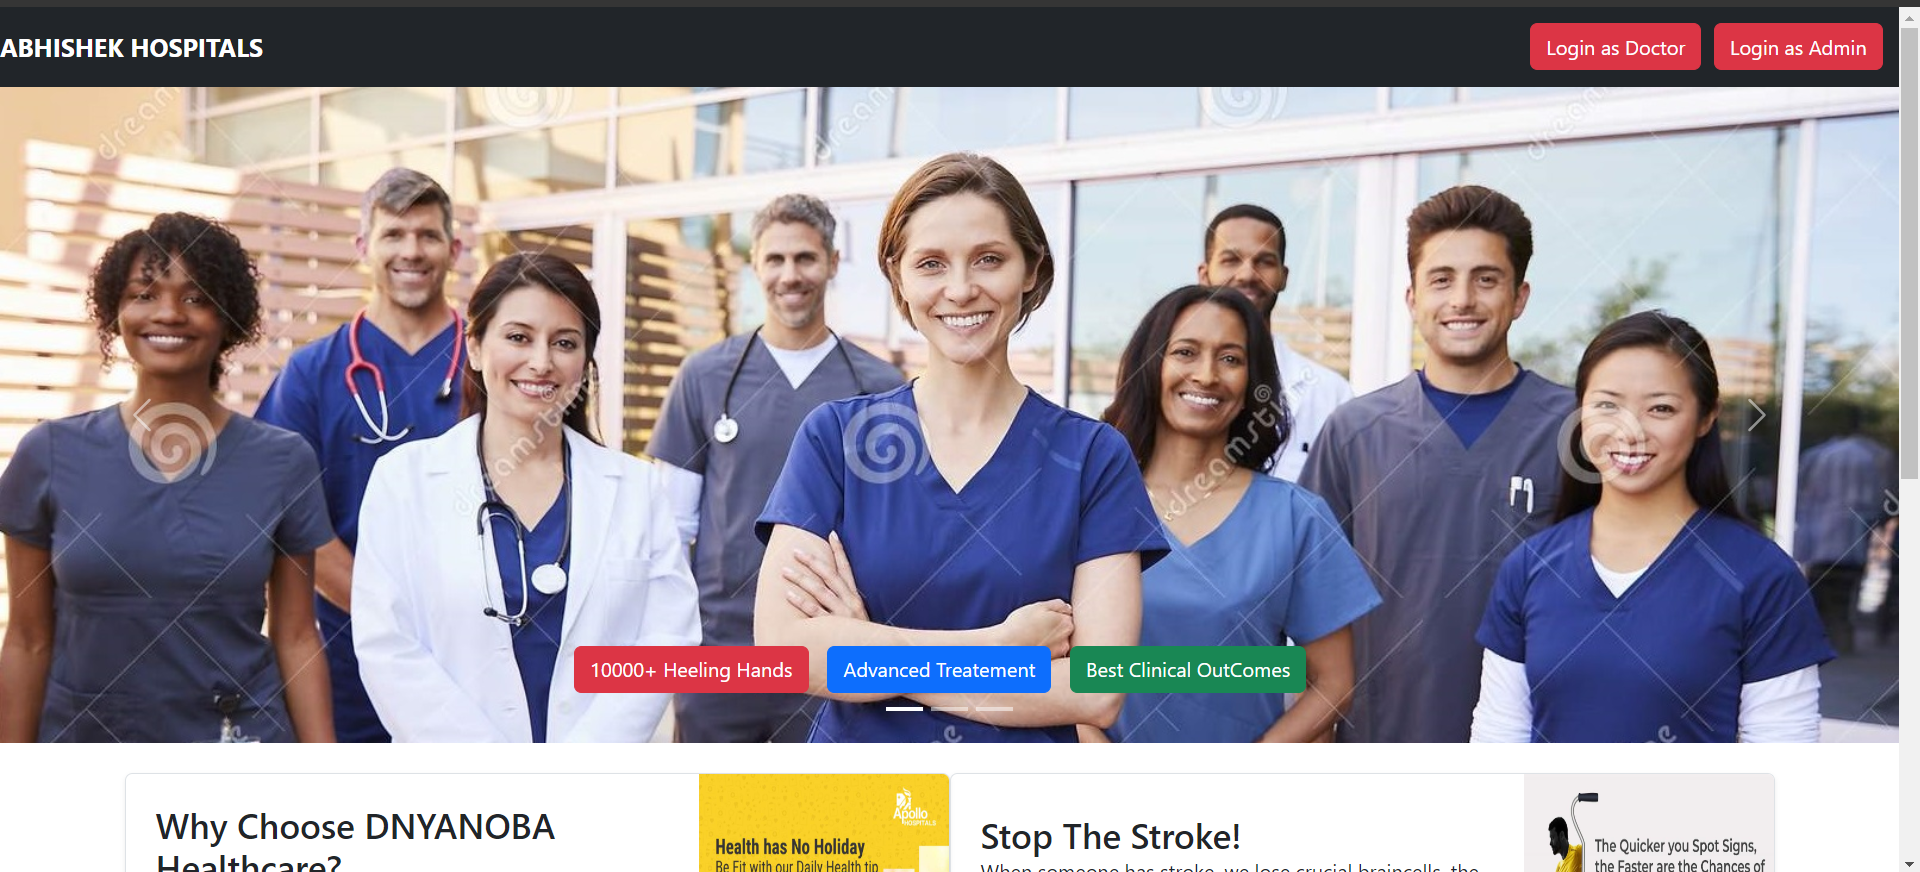 ABHISHEK HOSPITALS
Login as Doctor
Login as Admin
dreamstime
dreamstime
10000+ Heeling Hands
Advanced Treatement
Best Clinical OutComes
Why Choose DNYANOBA
Healthcare?
Apollo
HOSPITALS
Health has No Holiday
Be Fit with our Daily Health tip
Stop The Stroke!
When someone has stroke, we lose crucial braincells, the
The Quicker you Spot Signs,
the Faster are the Chances of